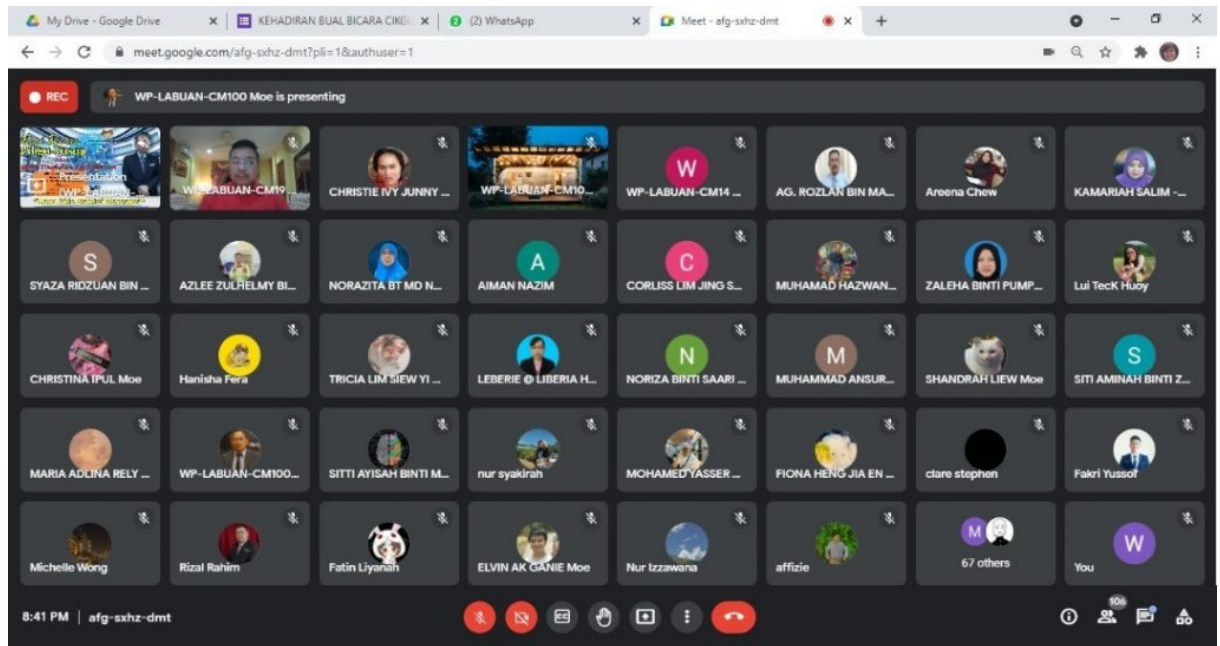 My Drive - Google Drive
KEHADIRAN BUAL BICARA CIKG
(2) WhatsApp
Meet - afg-sxhz-dmt
meet.google.com/afg-sxhz-dmt?pli=1&authuser=1
REC
WP-LABUAN-CM100 Moe is presenting
Presentation
(WP-LABUAN-
WP-LABUAN-CM19...
CHRISTIE IVY JUNNY ...
WP-LABUAN-CM10...
W
WP-LABUAN-CM14 ...
AG. ROZLAN BIN MA...
Areena Chew
KAMARIAH SALIM -...
S
SYAZA RIDZUAN BIN ...
AZLEE ZULHELMY BI...
NORAZITA BT MD N...
A
AIMAN NAZIM
C
CORLISS LIM JING S...
MUHAMAD HAZWAN...
ZALEHA BINTI PUMP...
Lui TecK Huoy
CHRISTINA IPUL Moe
Hanisha Fera
TRICIA LIM SIEW YI ...
LEBERIE @ LIBERIA H...
N
NORIZA BINTI SAARI ...
M
MUHAMMAD ANSUR...
SHANDRAH LIEW Moe
S
SITI AMINAH BINTI Z...
MARIA ADLINA RELY ...
WP-LABUAN-CM100...
SITTI AYISAH BINTI M...
nur syakirah
MOHAMED YASSER ...
FIONA HENG JIA EN ...
clare stephen
Fakri Yussof
Michelle Wong
Rizal Rahim
Fatin Liyanah
ELVIN AK GANIE Moe
Nur Izzawana
affizie
M
67 others
W
You
8:41 PM | afg-sxhz-dmt
106